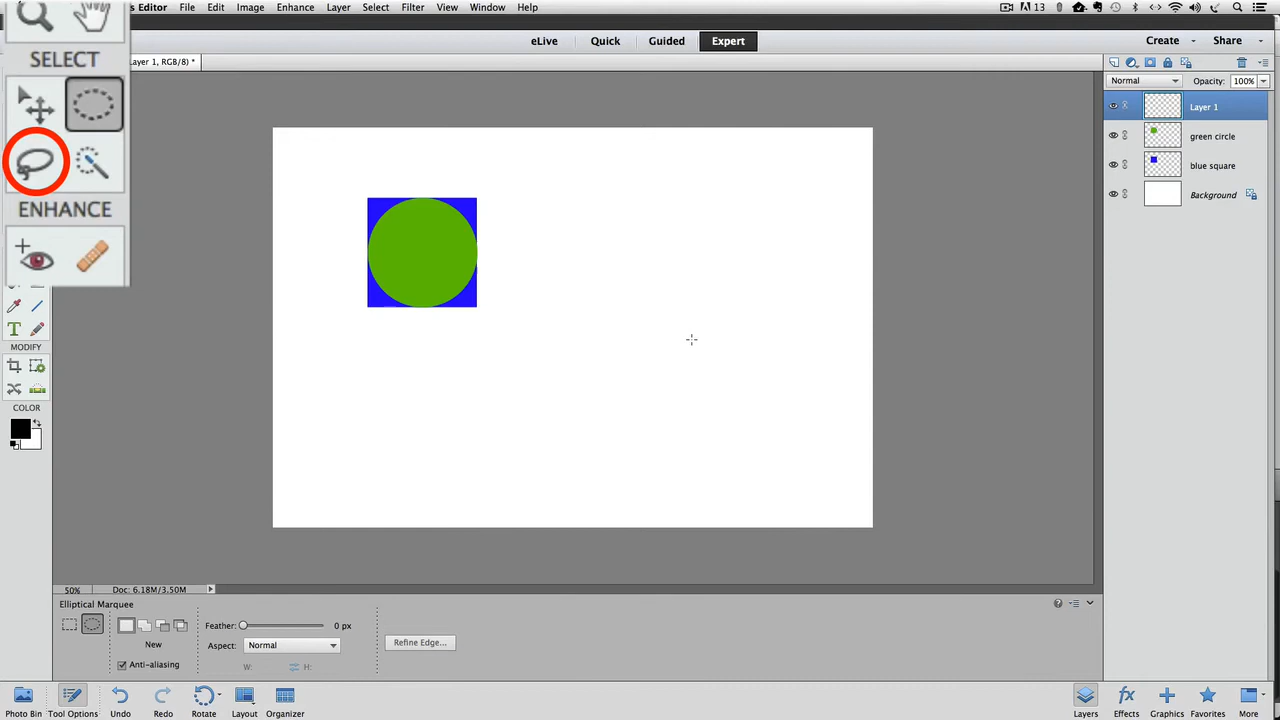 s Editor File Edit Image Enhance Layer Select Filter View Window Help 13
eLive Quick Guided Expert Create Share
ayer 1, RGB/8) *
SELECT
ENHANCE
T
MODIFY
COLOR
Normal Opacity: 100%
Layer 1
green circle
blue square
Background
50% Doc: 6.18M/3.50M
Elliptical Marquee
Feather: 0 px
New
Aspect: Normal
Refine Edge...
Anti-aliasing
W: H:
Photo Bin Tool Options Undo Redo Rotate Layout Organizer Layers Effects Graphics Favorites More